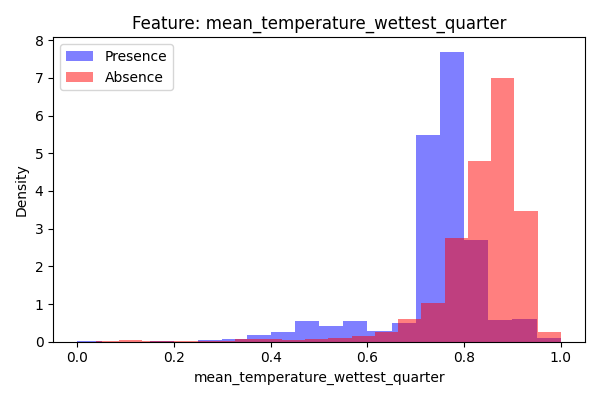 Feature: mean_temperature_wettest_quarter
Presence
Absence
Density
8
7
6
5
4
3
2
1
0
0.0 0.2 0.4 0.6 0.8 1.0
mean_temperature_wettest_quarter